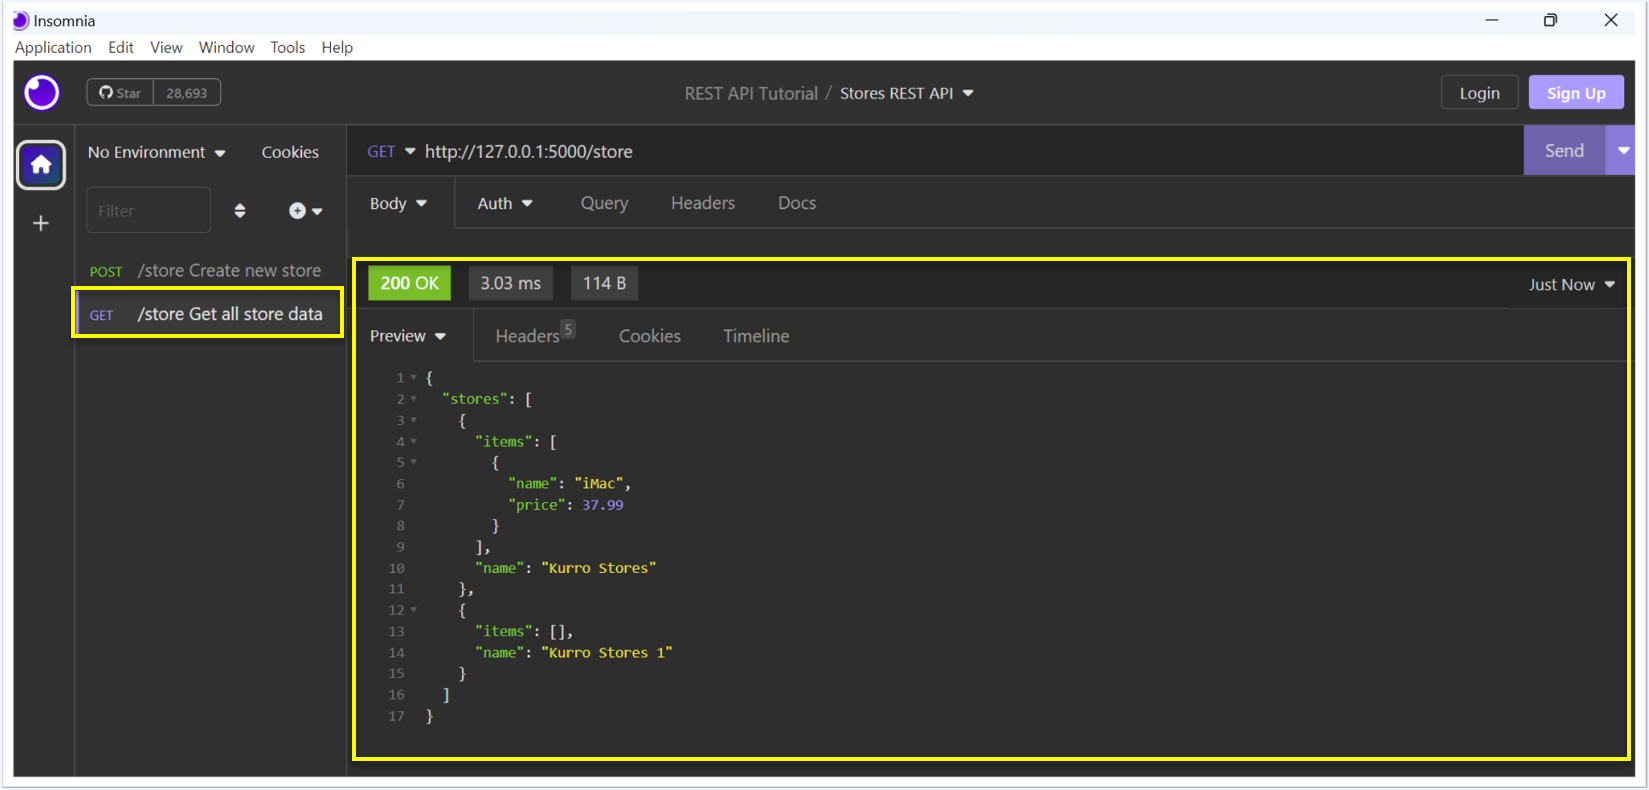 Insomnia
Application Edit View Window Tools Help
Star 28,693 REST API Tutorial / Stores REST API Login Sign Up
No Environment Cookies GET http://127.0.0.1:5000/store Send
Filter Body Auth Query Headers Docs
POST /store Create new store
GET /store Get all store data
200 OK 3.03 ms 114 B Just Now
Preview Headers 5 Cookies Timeline
1 {
2 "stores": [
3 {
4 "items": [
5 {
6 "name": "iMac",
7 "price": 37.99
8 }
9 ],
10 "name": "Kurro Stores"
11 },
12 {
13 "items": [],
14 "name": "Kurro Stores 1"
15 }
16 ]
17 }